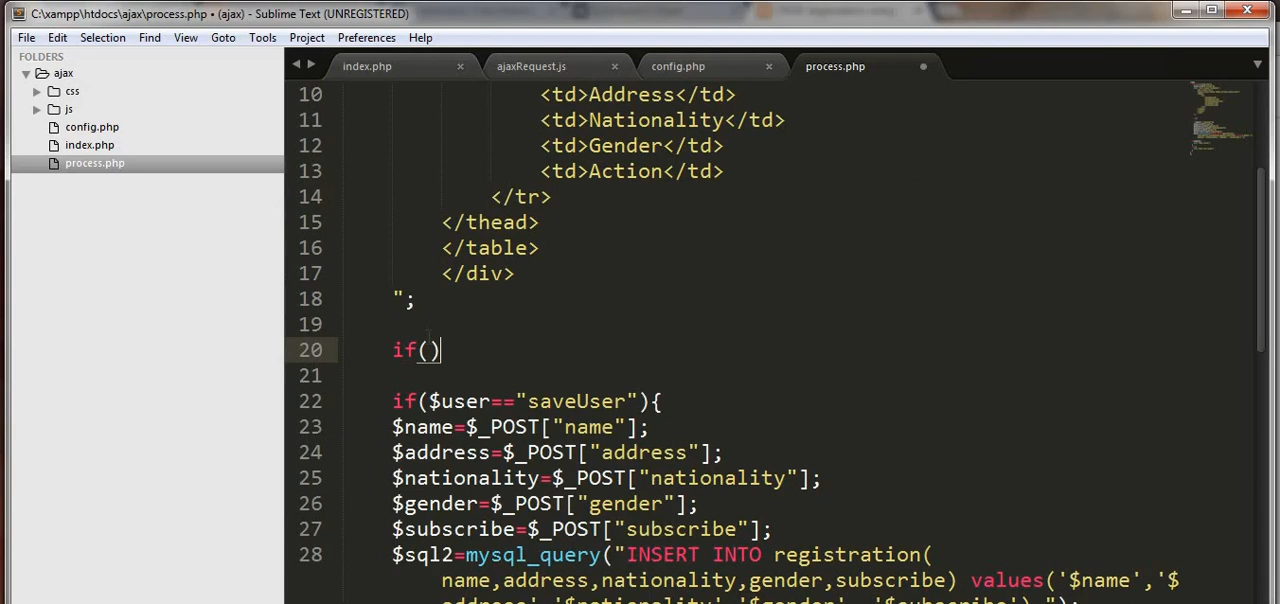 C:\xampp\htdocs\ajax\process.php • (ajax) - Sublime Text (UNREGISTERED)
File Edit Selection Find View Goto Tools Project Preferences Help
FOLDERS
ajax
css
js
config.php
index.php
process.php
index.php × ajaxRequest.js × config.php × process.php
10 <td>Address</td>
11 <td>Nationality</td>
12 <td>Gender</td>
13 <td>Action</td>
14 </tr>
15 </thead>
16 </table>
17 </div>
18 ";
19
20 if()
21
22 if($user=="saveUser"){
23 $name=$_POST["name"];
24 $address=$_POST["address"];
25 $nationality=$_POST["nationality"];
26 $gender=$_POST["gender"];
27 $subscribe=$_POST["subscribe"];
28 $sql2=mysql_query("INSERT INTO registration(
name,address,nationality,gender,subscribe) values('$name','$
address','$nationality','$gender', '$subscribe') ");